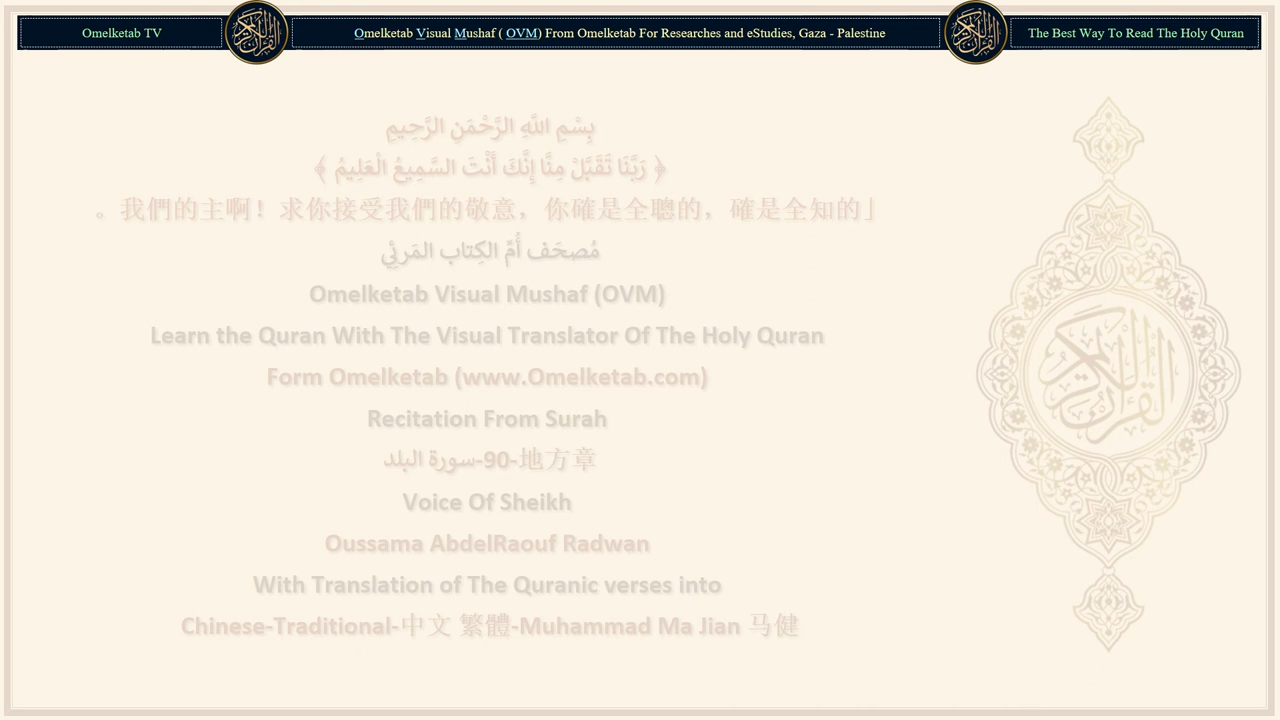 Omelketab TV
Omelketab Visual Mushaf ( OVM) From Omelketab For Researches and eStudies, Gaza - Palestine
The Best Way To Read The Holy Quran
بِسْمِ اللَّهِ الرَّحْمَنِ الرَّحِيمِ
﴿ رَبَّنَا تَقَبَّلْ مِنَّا إِنَّكَ أَنْتَ السَّمِيعُ الْعَلِيمُ ﴾
。我們的主啊！求你接受我們的敬意，你確是全聰的，確是全知的」
مُصحَف أُمِّ الكِتاب المَرئِي
Omelketab Visual Mushaf (OVM)
Learn the Quran With The Visual Translator Of The Holy Quran
Form Omelketab (www.Omelketab.com)
Recitation From Surah
سورة البلد-90-地方章
Voice Of Sheikh
Oussama AbdelRaouf Radwan
With Translation of The Quranic verses into
Chinese-Traditional-中文 繁體-Muhammad Ma Jian 马健